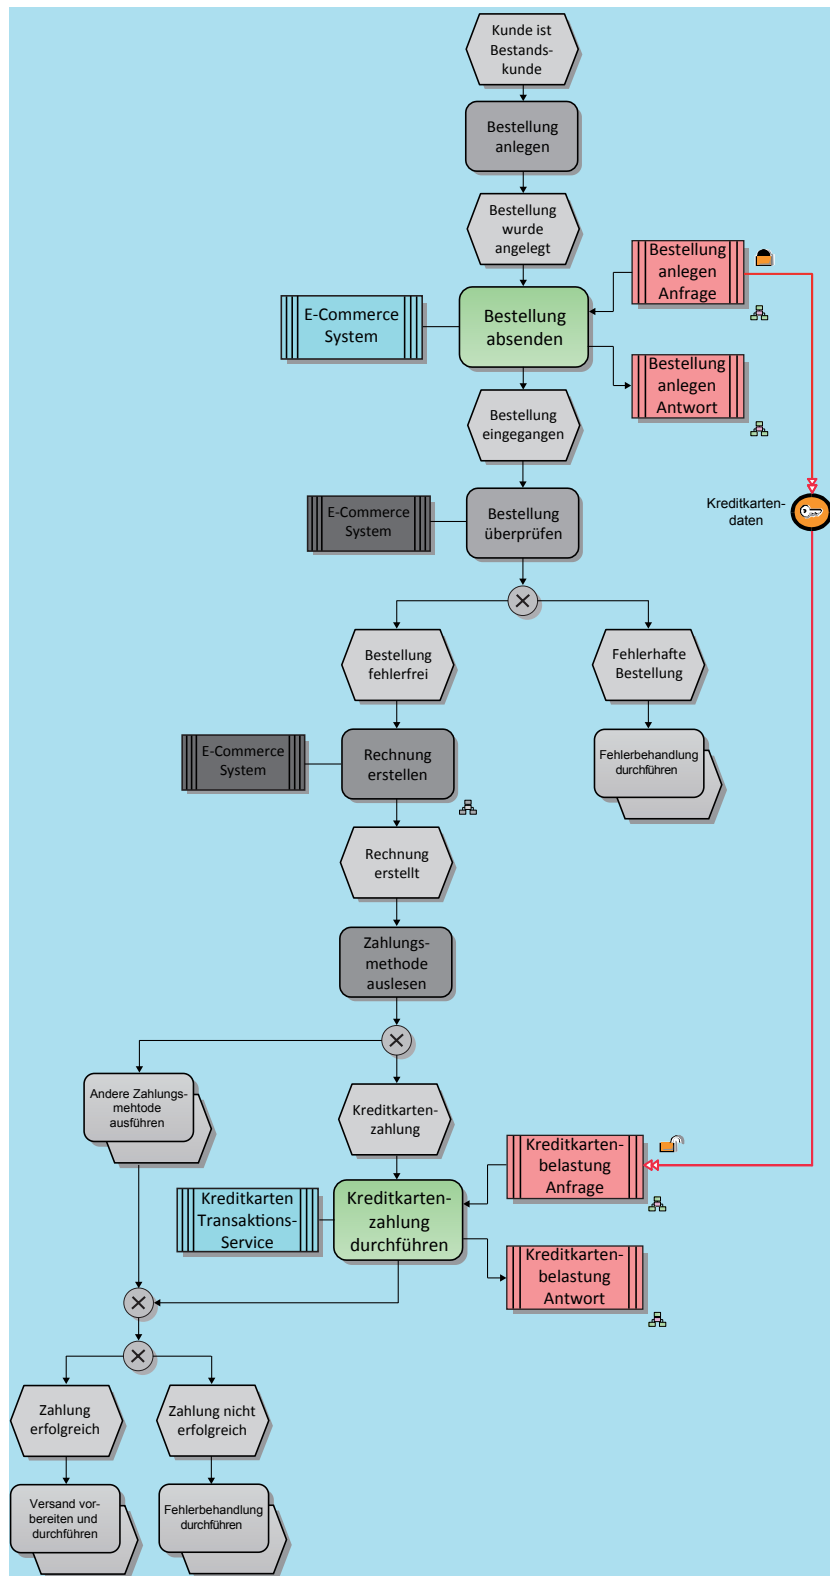 Kunde ist
Bestands-
kunde
Bestellung
anlegen
Bestellung
wurde
angelegt
Bestellung
anlegen
Anfrage
E-Commerce
System
Bestellung
absenden
Bestellung
anlegen
Antwort
Bestellung
eingegangen
Kreditkarten-
daten
E-Commerce
System
Bestellung
überprüfen
Bestellung
fehlerfrei
Fehlerhafte
Bestellung
E-Commerce
System
Rechnung
erstellen
Fehlerbehandlung
durchführen
Rechnung
erstellt
Zahlungs-
methode
auslesen
Andere Zahlungs-
mehtode
ausführen
Kreditkarten-
zahlung
Kreditkarten-
belastung
Anfrage
Kreditkarten
Transaktions-
Service
Kreditkarten-
zahlung
durchführen
Kreditkarten-
belastung
Antwort
Zahlung
erfolgreich
Zahlung nicht
erfolgreich
Versand vor-
bereiten und
durchführen
Fehlerbehandlung
durchführen